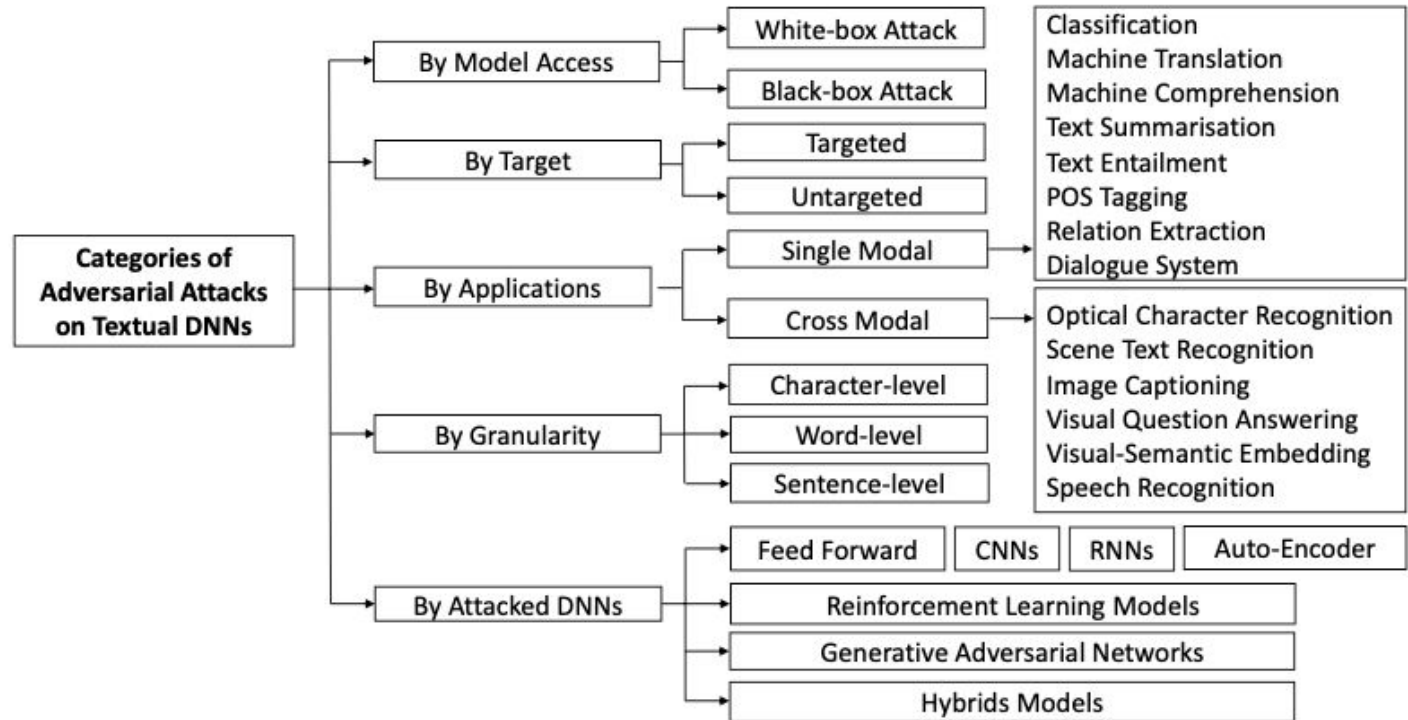 Categories of
Adversarial Attacks
on Textual DNNs
By Model Access
White-box Attack
Black-box Attack
By Target
Targeted
Untargeted
By Applications
Single Modal
Classification
Machine Translation
Machine Comprehension
Text Summarisation
Text Entailment
POS Tagging
Relation Extraction
Dialogue System
Cross Modal
Optical Character Recognition
Scene Text Recognition
Image Captioning
Visual Question Answering
Visual-Semantic Embedding
Speech Recognition
By Granularity
Character-level
Word-level
Sentence-level
By Attacked DNNs
Feed Forward
CNNs
RNNs
Auto-Encoder
Reinforcement Learning Models
Generative Adversarial Networks
Hybrids Models